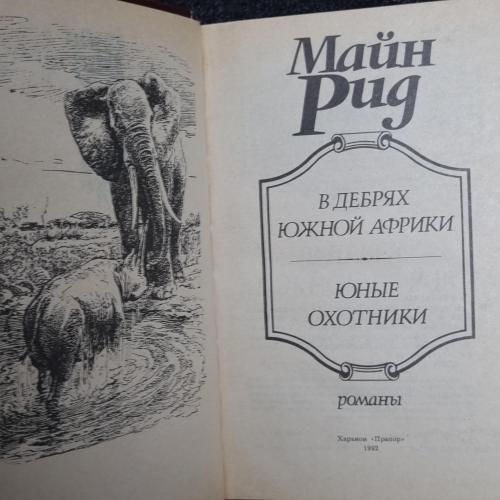 Майн
Рид
В ДЕБРЯХ
ЮЖНОЙ АФРИКИ
ЮНЫЕ
ОХОТНИКИ
романы
Харьков «Прапор»
1992